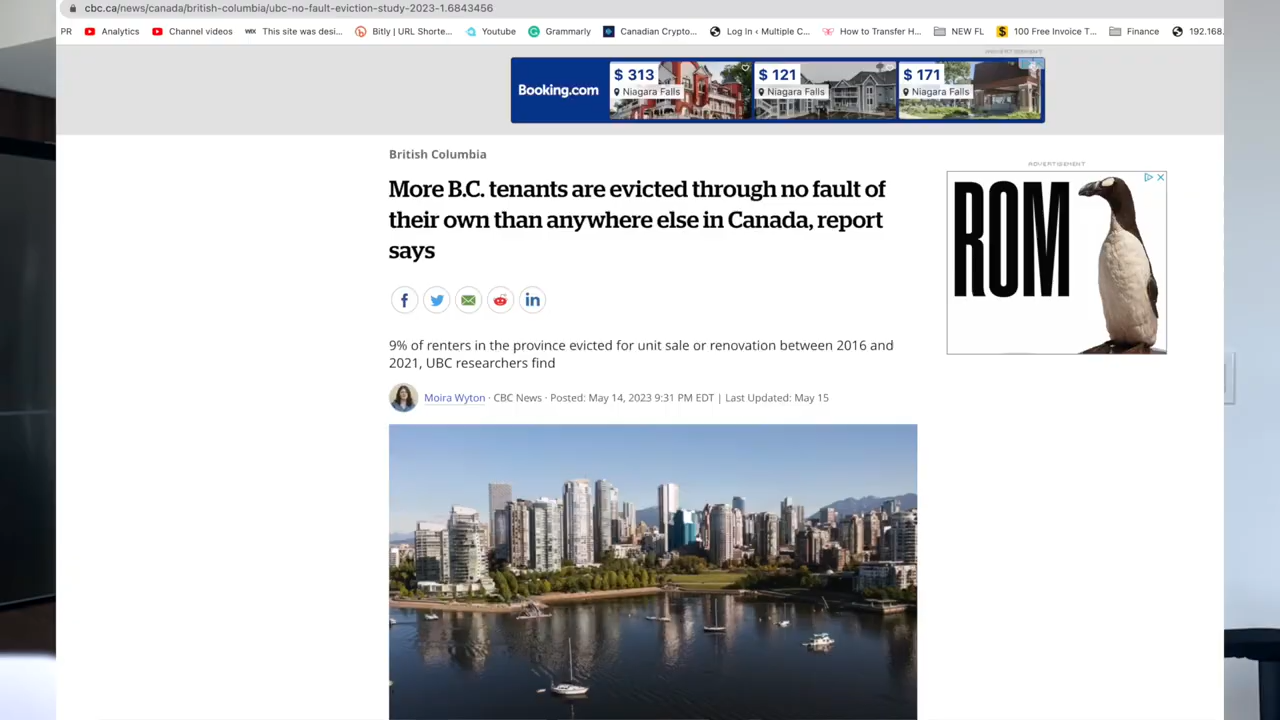 cbc.ca/news/canada/british-columbia/ubc-no-fault-eviction-study-2023-1.6843456
PR Analytics Channel videos WIX This site was desi... Bitly | URL Shorte... Youtube Grammarly Canadian Crypto... Log In ‹ Multiple C... How to Transfer H... NEW FL $ 100 Free Invoice T... Finance 192.168.
ADVERTISEMENT
Booking.com
$ 313
Niagara Falls
$ 121
Niagara Falls
$ 171
Niagara Falls
British Columbia
More B.C. tenants are evicted through no fault of
their own than anywhere else in Canada, report
says
9% of renters in the province evicted for unit sale or renovation between 2016 and
2021, UBC researchers find
Moira Wyton · CBC News · Posted: May 14, 2023 9:31 PM EDT | Last Updated: May 15
ADVERTISEMENT
ROM